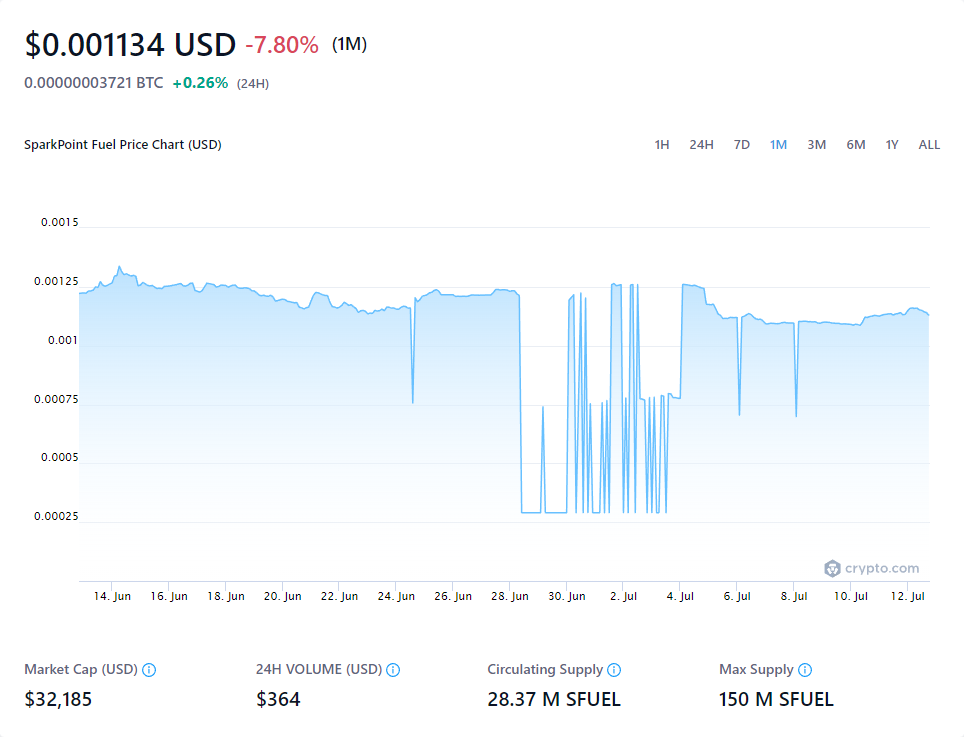 $0.001134 USD -7.80% (1M)
0.00000003721 BTC +0.26% (24H)
SparkPoint Fuel Price Chart (USD) 1H 24H 7D 1M 3M 6M 1Y ALL
0.0015
0.00125
0.001
0.00075
0.0005
0.00025
crypto.com
14. Jun 16. Jun 18. Jun 20. Jun 22. Jun 24. Jun 26. Jun 28. Jun 30. Jun 2. Jul 4. Jul 6. Jul 8. Jul 10. Jul 12. Jul
Market Cap (USD) 24H VOLUME (USD) Circulating Supply Max Supply
$32,185 $364 28.37 M SFUEL 150 M SFUEL